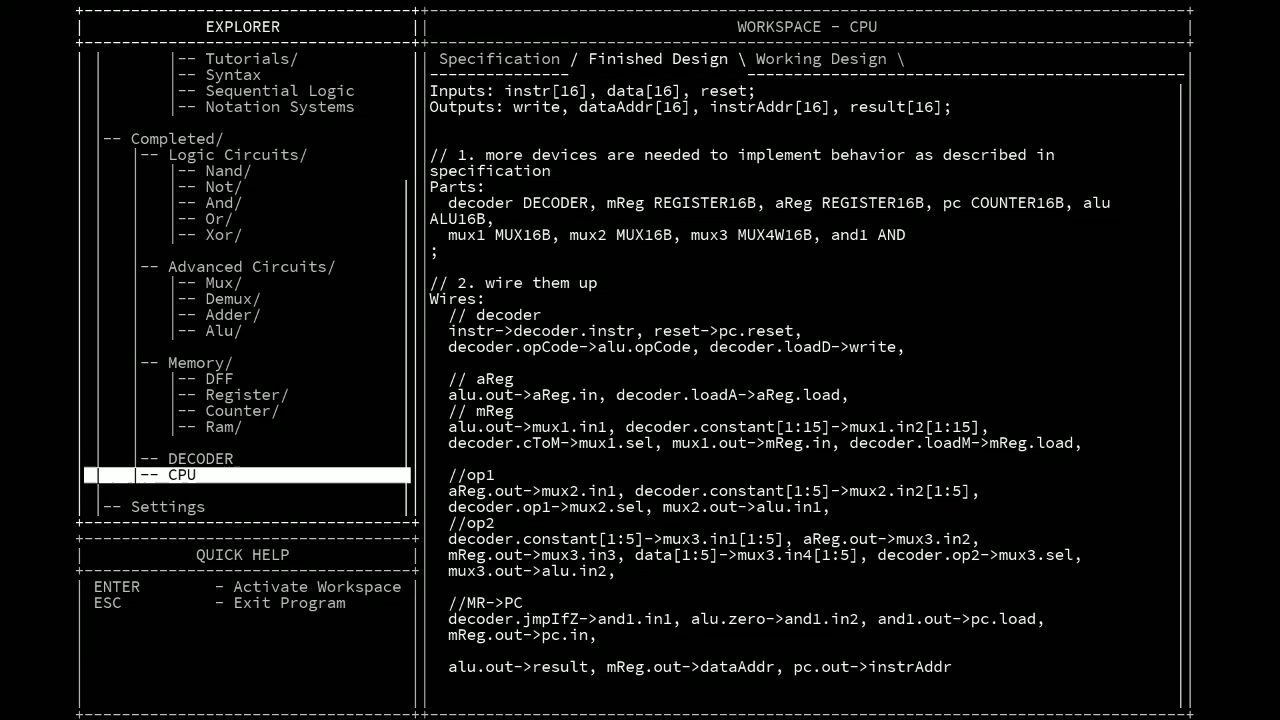 EXPLORER
|-- Tutorials/
|-- Syntax
|-- Sequential Logic
|-- Notation Systems
-- Completed/
|-- Logic Circuits/
|-- Nand/
|-- Not/
|-- And/
|-- Or/
|-- Xor/
-- Advanced Circuits/
|-- Mux/
|-- Demux/
|-- Adder/
|-- Alu/
-- Memory/
|-- DFF
|-- Register/
|-- Counter/
|-- Ram/
|-- DECODER
|-- CPU
|-- Settings
QUICK HELP
ENTER - Activate Workspace
ESC - Exit Program
WORKSPACE - CPU
Specification / Finished Design \ Working Design \
Inputs: instr[16], data[16], reset;
Outputs: write, dataAddr[16], instrAddr[16], result[16];
// 1. more devices are needed to implement behavior as described in
specification
Parts:
decoder DECODER, mReg REGISTER16B, aReg REGISTER16B, pc COUNTER16B, alu
ALU16B,
mux1 MUX16B, mux2 MUX16B, mux3 MUX4W16B, and1 AND
;
// 2. wire them up
Wires:
// decoder
instr->decoder.instr, reset->pc.reset,
decoder.opCode->alu.opCode, decoder.loadD->write,
// aReg
alu.out->aReg.in, decoder.loadA->aReg.load,
// mReg
alu.out->mux1.in1, decoder.constant[1:15]->mux1.in2[1:15],
decoder.cToM->mux1.sel, mux1.out->mReg.in, decoder.loadM->mReg.load,
//op1
aReg.out->mux2.in1, decoder.constant[1:5]->mux2.in2[1:5],
decoder.op1->mux2.sel, mux2.out->alu.in1,
//op2
decoder.constant[1:5]->mux3.in1[1:5], aReg.out->mux3.in2,
mReg.out->mux3.in3, data[1:5]->mux3.in4[1:5], decoder.op2->mux3.sel,
mux3.out->alu.in2,
//MR->PC
decoder.jmpIfZ->and1.in1, alu.zero->and1.in2, and1.out->pc.load,
mReg.out->pc.in,
alu.out->result, mReg.out->dataAddr, pc.out->instrAddr